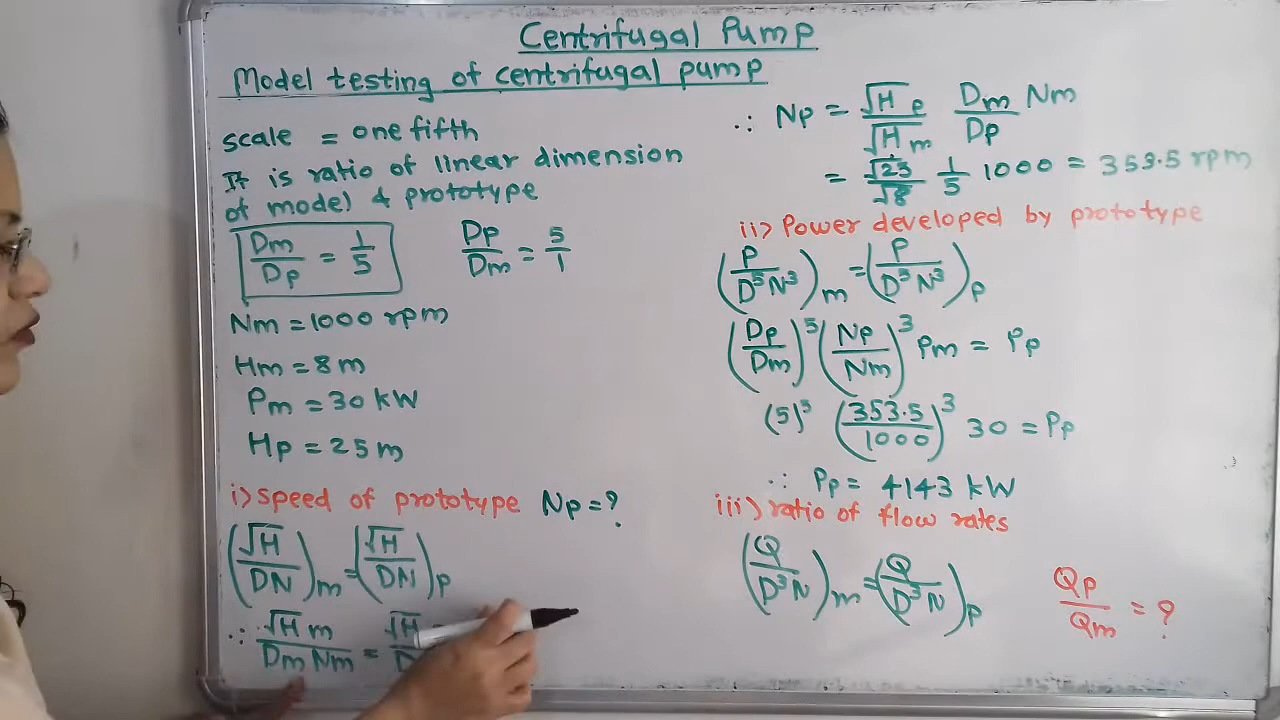 Centrifugal Pump
Model testing of centrifugal pump
scale = one fifth
It is ratio of linear dimension
of model & prototype
Dm/Dp = 1/5    Dp/Dm = 5/1
Nm = 1000 rpm
Hm = 8 m
Pm = 30 kW
Hp = 25 m
i) speed of prototype Np = ?
(√H/DN)m = (√H/DN)p
∴ √Hm/DmNm = √H/D
∴ Np = √Hp/√Hm Dm/Dp Nm
= √25/√8 1/5 1000 = 353.5 rpm
ii) Power developed by prototype
(P/D⁵N³)m = (P/D⁵N³)p
(Dp/Dm)⁵ (Np/Nm)³ Pm = Pp
(5)⁵ (353.5/1000)³ 30 = Pp
∴ Pp = 4143 kW
iii) ratio of flow rates
(Q/D³N)m = (Q/D³N)p    Qp/Qm = ?